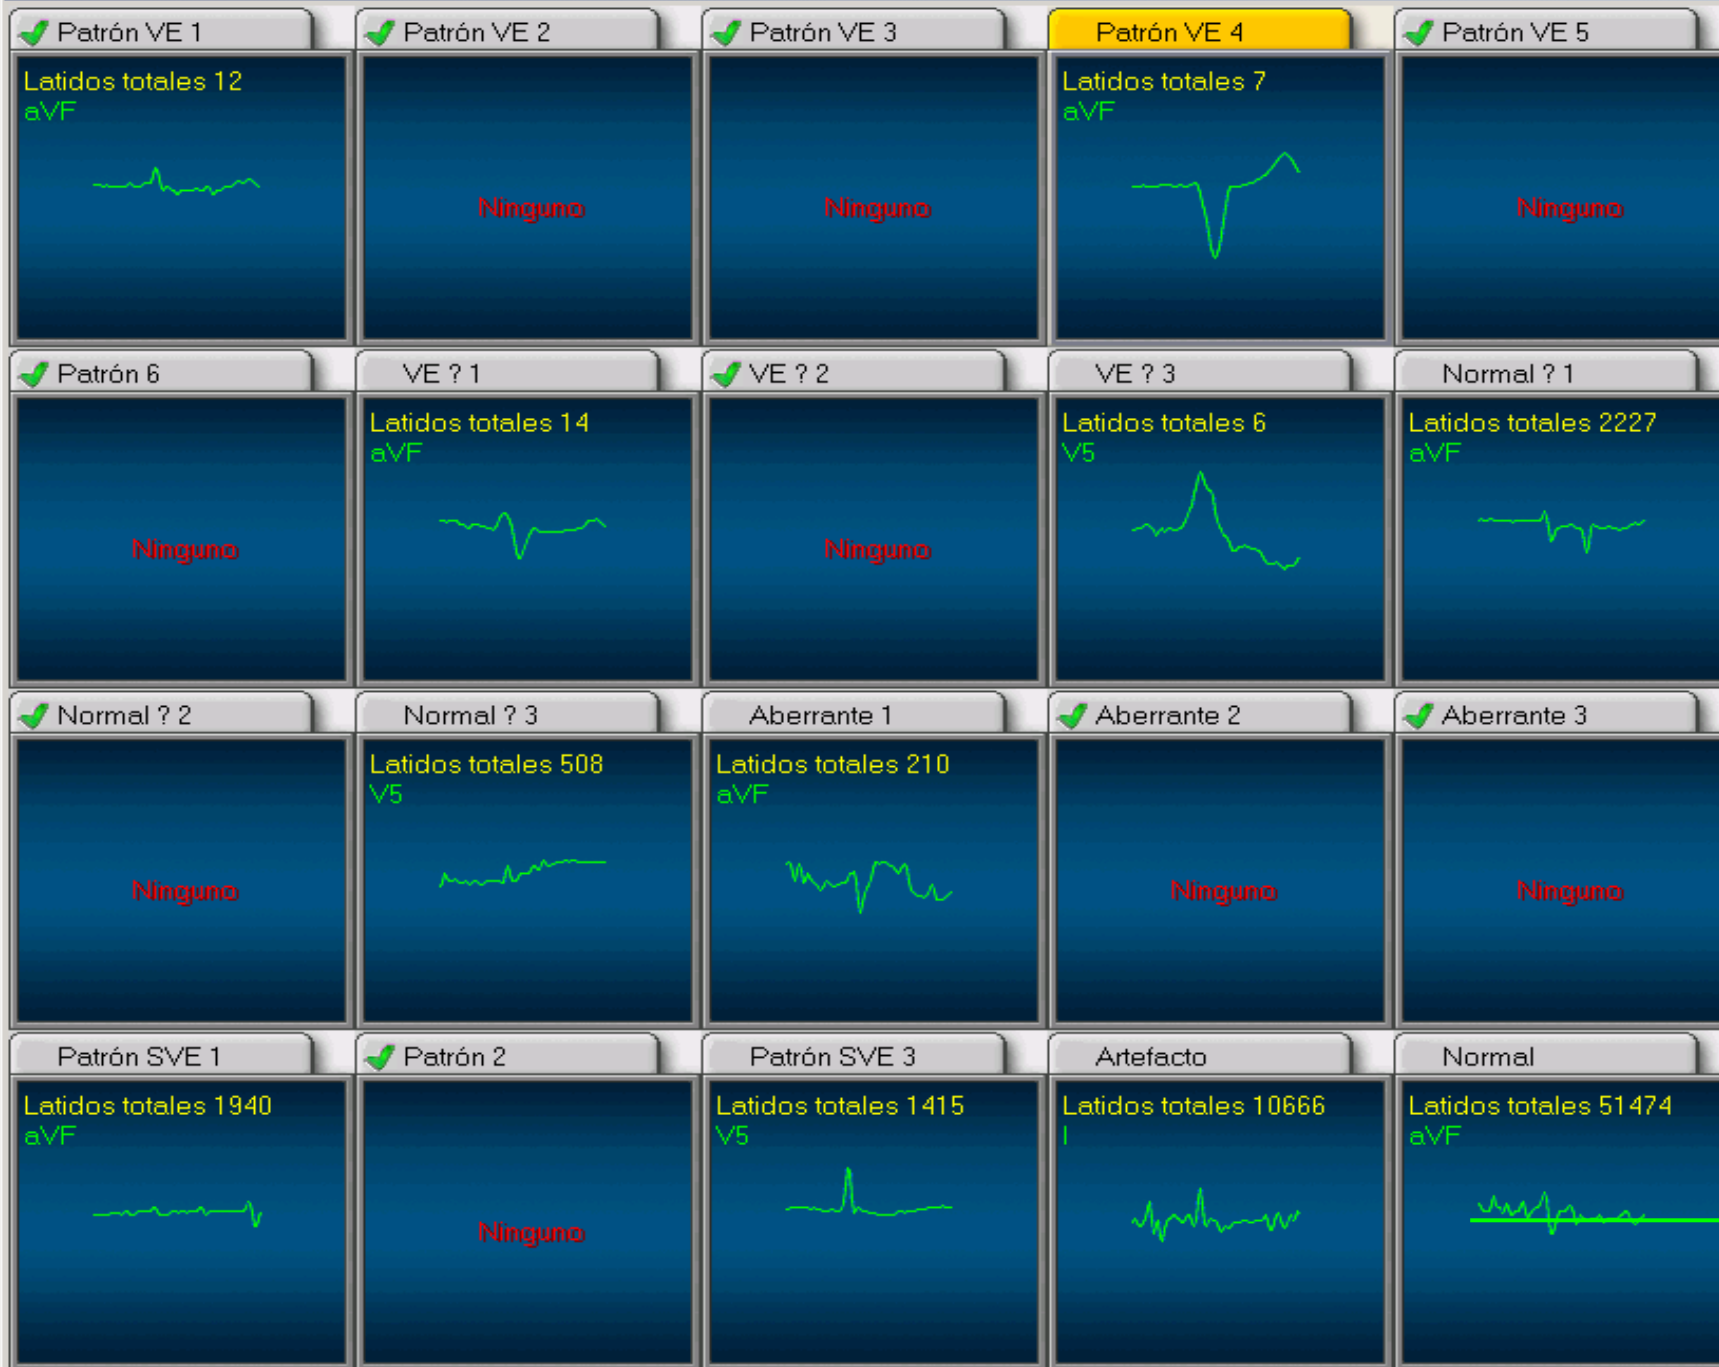 Patrón VE 1
Patrón VE 2
Patrón VE 3
Patrón VE 4
Patrón VE 5
Latidos totales 12
aVF
Ninguno
Ninguno
Latidos totales 7
aVF
Ninguno
Patrón 6
VE ? 1
VE ? 2
VE ? 3
Normal ? 1
Ninguno
Latidos totales 14
aVF
Ninguno
Latidos totales 6
V5
Latidos totales 2227
aVF
Normal ? 2
Normal ? 3
Aberrante 1
Aberrante 2
Aberrante 3
Ninguno
Latidos totales 508
V5
Latidos totales 210
aVF
Ninguno
Ninguno
Patrón SVE 1
Patrón 2
Patrón SVE 3
Artefacto
Normal
Latidos totales 1940
aVF
Ninguno
Latidos totales 1415
V5
Latidos totales 10666
I
Latidos totales 51474
aVF